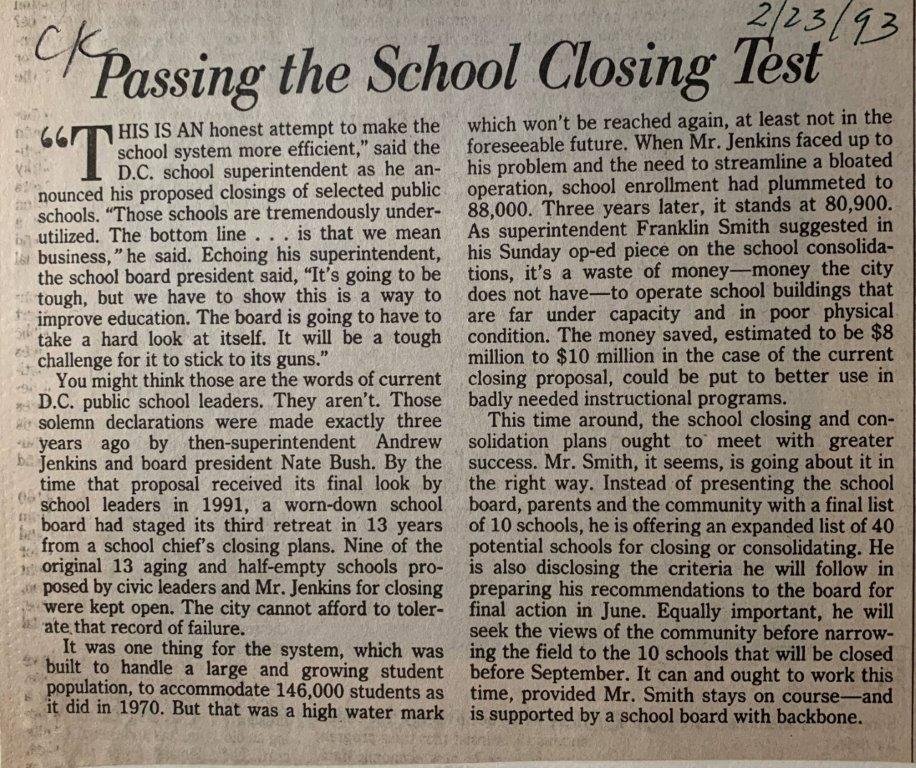 CK
2/23/93
Passing the School Closing Test
“THIS IS AN honest attempt to make the
school system more efficient,” said the
D.C. school superintendent as he an-
nounced his proposed closings of selected public
schools. “Those schools are tremendously under-
utilized. The bottom line . . . is that we mean
business,” he said. Echoing his superintendent,
the school board president said, “It’s going to be
tough, but we have to show this is a way to
improve education. The board is going to have to
take a hard look at itself. It will be a tough
challenge for it to stick to its guns.”
You might think those are the words of current
D.C. public school leaders. They aren’t. Those
solemn declarations were made exactly three
years ago by then-superintendent Andrew
Jenkins and board president Nate Bush. By the
time that proposal received its final look by
school leaders in 1991, a worn-down school
board had staged its third retreat in 13 years
from a school chief’s closing plans. Nine of the
original 13 aging and half-empty schools pro-
posed by civic leaders and Mr. Jenkins for closing
were kept open. The city cannot afford to toler-
ate that record of failure.
It was one thing for the system, which was
built to handle a large and growing student
population, to accommodate 146,000 students as
it did in 1970. But that was a high water mark
which won’t be reached again, at least not in the
foreseeable future. When Mr. Jenkins faced up to
his problem and the need to streamline a bloated
operation, school enrollment had plummeted to
88,000. Three years later, it stands at 80,900.
As superintendent Franklin Smith suggested in
his Sunday op-ed piece on the school consolida-
tions, it’s a waste of money—money the city
does not have—to operate school buildings that
are far under capacity and in poor physical
condition. The money saved, estimated to be $8
million to $10 million in the case of the current
closing proposal, could be put to better use in
badly needed instructional programs.
This time around, the school closing and con-
solidation plans ought to meet with greater
success. Mr. Smith, it seems, is going about it in
the right way. Instead of presenting the school
board, parents and the community with a final list
of 10 schools, he is offering an expanded list of 40
potential schools for closing or consolidating. He
is also disclosing the criteria he will follow in
preparing his recommendations to the board for
final action in June. Equally important, he will
seek the views of the community before narrow-
ing the field to the 10 schools that will be closed
before September. It can and ought to work this
time, provided Mr. Smith stays on course—and
is supported by a school board with backbone.